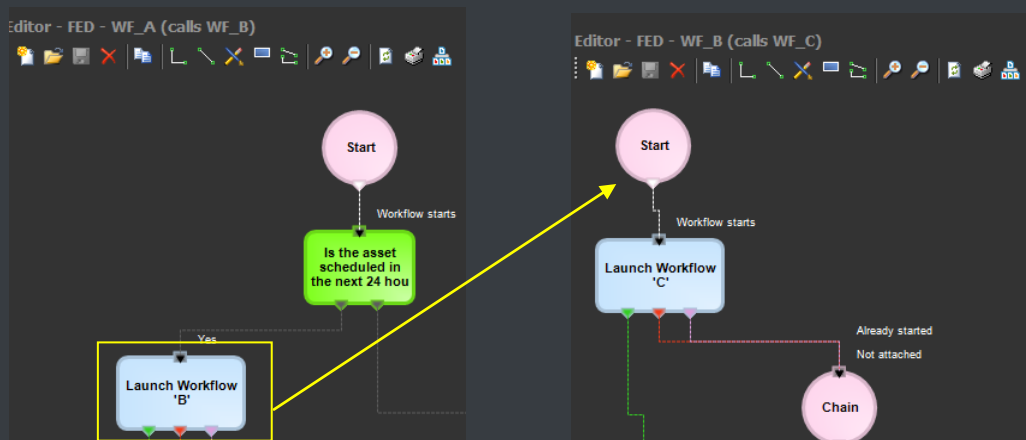 Editor - FED - WF_A (calls WF_B)
Start
Workflow starts
Is the asset
scheduled in
the next 24 hou
Yes
Launch Workflow
'B'
Editor - FED - WF_B (calls WF_C)
Start
Workflow starts
Launch Workflow
'C'
Already started
Not attached
Chain